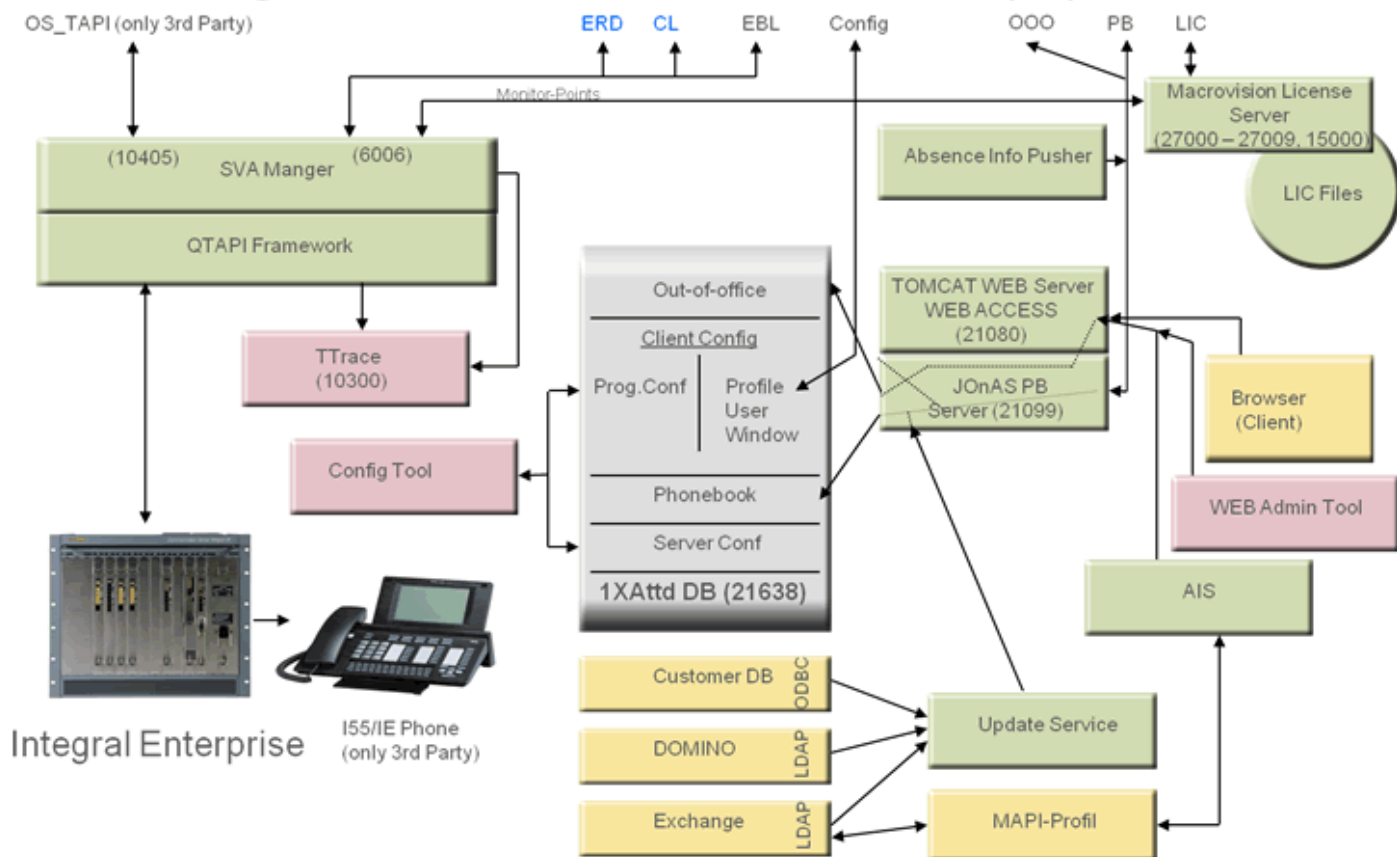 OS_TAPI (only 3rd Party)
ERD
CL
EBL
Config
OOO
PB
LIC
Monitor-Points
Macrovision License
Server
(27000 – 27009, 15000)
LIC Files
(10405)
(6006)
SVA Manger
QTAPI Framework
Absence Info Pusher
TTrace
(10300)
Config Tool
Out-of-office
Client Config
Prog.Conf
Profile
User
Window
Phonebook
Server Conf
1XAttd DB (21638)
TOMCAT WEB Server
WEB ACCESS
(21080)
JOnAS PB
Server (21099)
Browser
(Client)
WEB Admin Tool
AIS
Integral Enterprise
I55/IE Phone
(only 3rd Party)
Customer DB
ODBC
DOMINO
LDAP
Exchange
LDAP
Update Service
MAPI-Profil